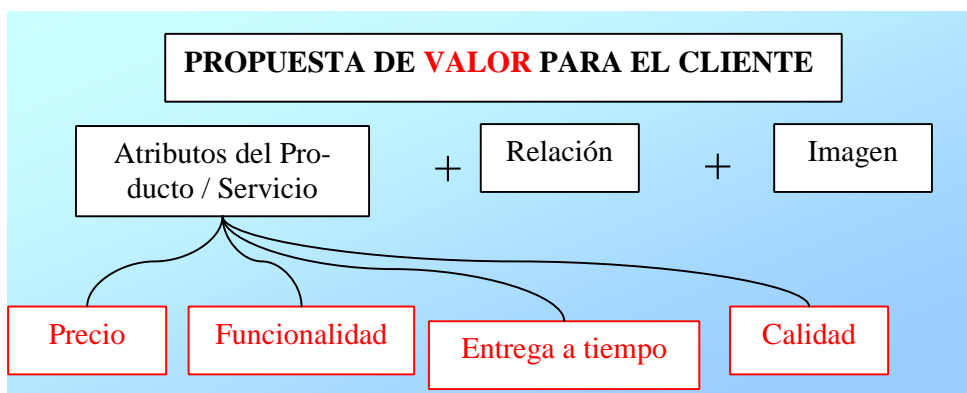 PROPUESTA DE VALOR PARA EL CLIENTE
Atributos del Pro-
ducto / Servicio
+
Relación
+
Imagen
Precio
Funcionalidad
Entrega a tiempo
Calidad